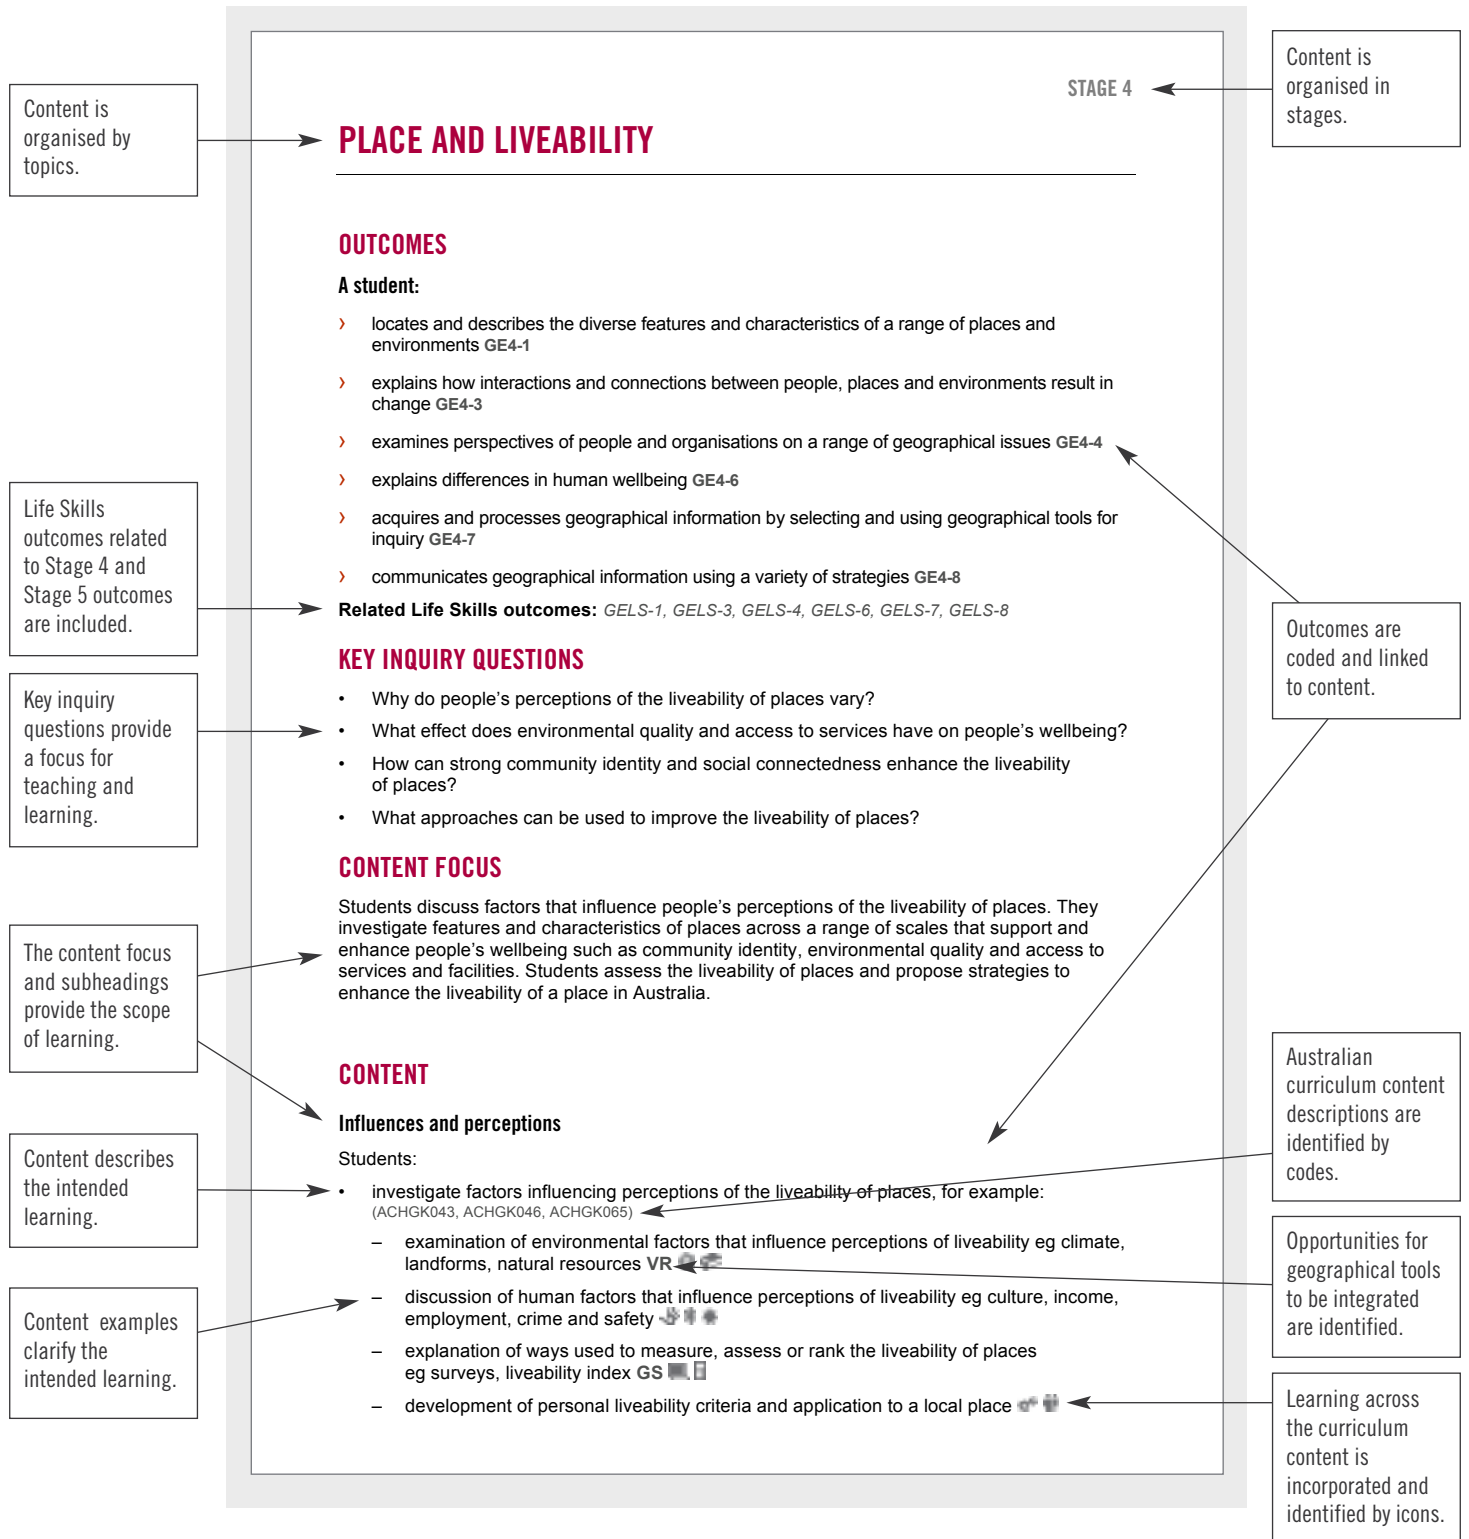 STAGE 4
PLACE AND LIVEABILITY
OUTCOMES
A student:
› locates and describes the diverse features and characteristics of a range of places and
environments GE4-1
› explains how interactions and connections between people, places and environments result in
change GE4-3
› examines perspectives of people and organisations on a range of geographical issues GE4-4
› explains differences in human wellbeing GE4-6
› acquires and processes geographical information by selecting and using geographical tools for
inquiry GE4-7
› communicates geographical information using a variety of strategies GE4-8
Related Life Skills outcomes: GELS-1, GELS-3, GELS-4, GELS-6, GELS-7, GELS-8
KEY INQUIRY QUESTIONS
• Why do people's perceptions of the liveability of places vary?
• What effect does environmental quality and access to services have on people's wellbeing?
• How can strong community identity and social connectedness enhance the liveability
of places?
• What approaches can be used to improve the liveability of places?
CONTENT FOCUS
Students discuss factors that influence people's perceptions of the liveability of places. They
investigate features and characteristics of places across a range of scales that support and
enhance people's wellbeing such as community identity, environmental quality and access to
services and facilities. Students assess the liveability of places and propose strategies to
enhance the liveability of a place in Australia.
CONTENT
Influences and perceptions
Students:
• investigate factors influencing perceptions of the liveability of places, for example:
(ACHGK043, ACHGK046, ACHGK065)
– examination of environmental factors that influence perceptions of liveability eg climate,
landforms, natural resources VR
– discussion of human factors that influence perceptions of liveability eg culture, income,
employment, crime and safety
– explanation of ways used to measure, assess or rank the liveability of places
eg surveys, liveability index GS
– development of personal liveability criteria and application to a local place
Content is
organised by
topics.
Life Skills
outcomes related
to Stage 4 and
Stage 5 outcomes
are included.
Key inquiry
questions provide
a focus for
teaching and
learning.
The content focus
and subheadings
provide the scope
of learning.
Content describes
the intended
learning.
Content examples
clarify the
intended learning.
Content is
organised in
stages.
Outcomes are
coded and linked
to content.
Australian
curriculum content
descriptions are
identified by
codes.
Opportunities for
geographical tools
to be integrated
are identified.
Learning across
the curriculum
content is
incorporated and
identified by icons.